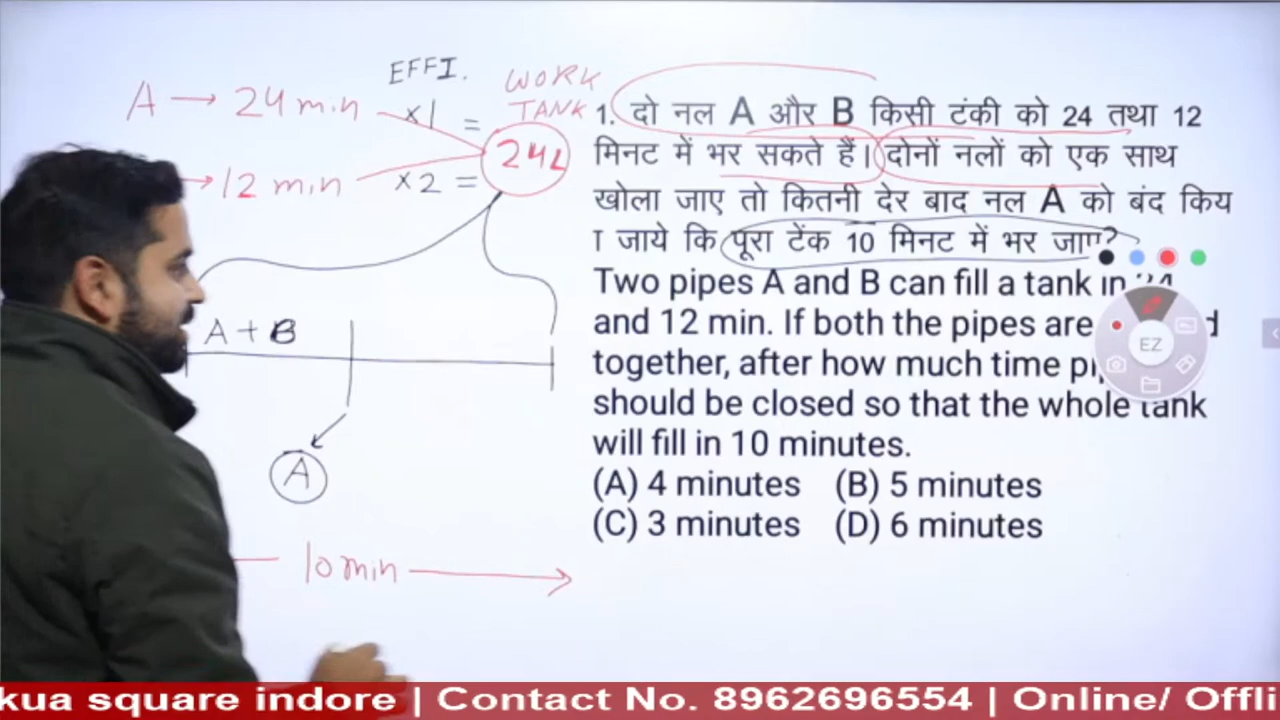 EFFI. WORK
A → 24 min ×1 = TANK
24L
→ 12 min ×2 =
A + B
A
10 min
1. दो नल A और B किसी टंकी को 24 तथा 12
मिनट में भर सकते हैं। दोनों नलों को एक साथ
खोला जाए तो कितनी देर बाद नल A को बंद किय
ा जाये कि पूरा टेंक 10 मिनट में भर जाए?
Two pipes A and B can fill a tank in 24
and 12 min. If both the pipes are
together, after how much time
should be closed so that the whole tank
will fill in 10 minutes.
(A) 4 minutes (B) 5 minutes
(C) 3 minutes (D) 6 minutes
EZ
kua square indore | Contact No. 8962696554 | Online/ Offli